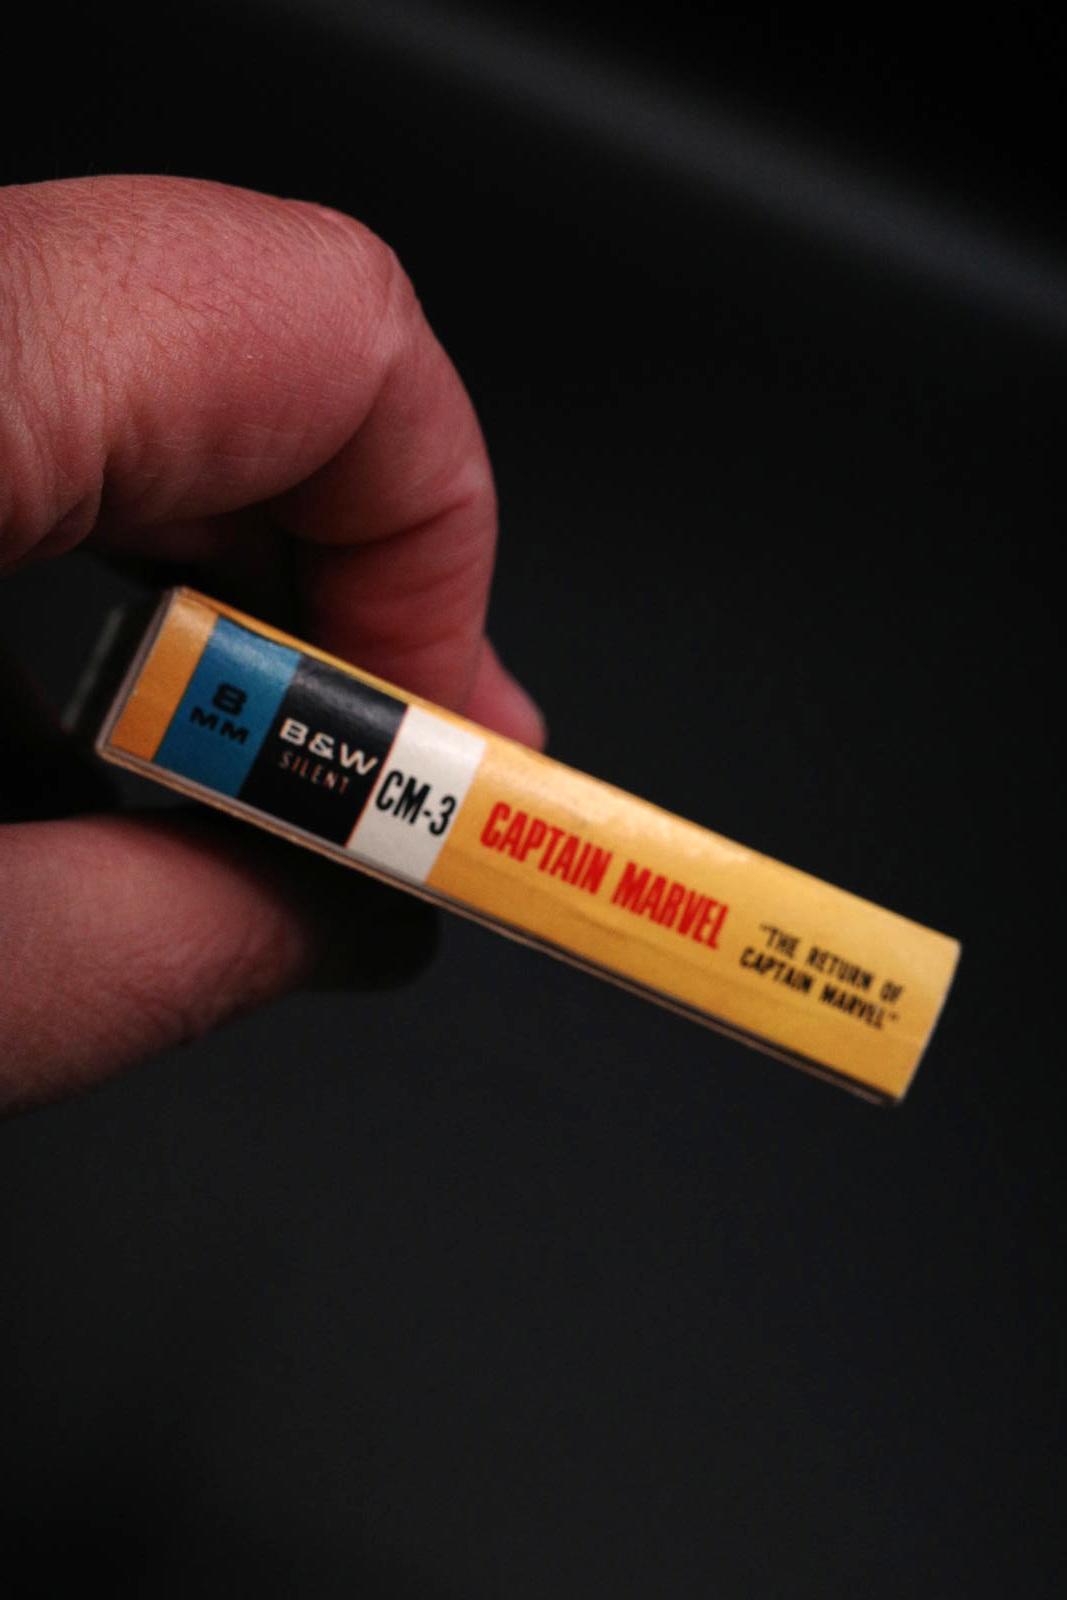 8
MM
B&W
SILENT
CM-3
CAPTAIN MARVEL
"THE RETURN OF
CAPTAIN MARVEL"